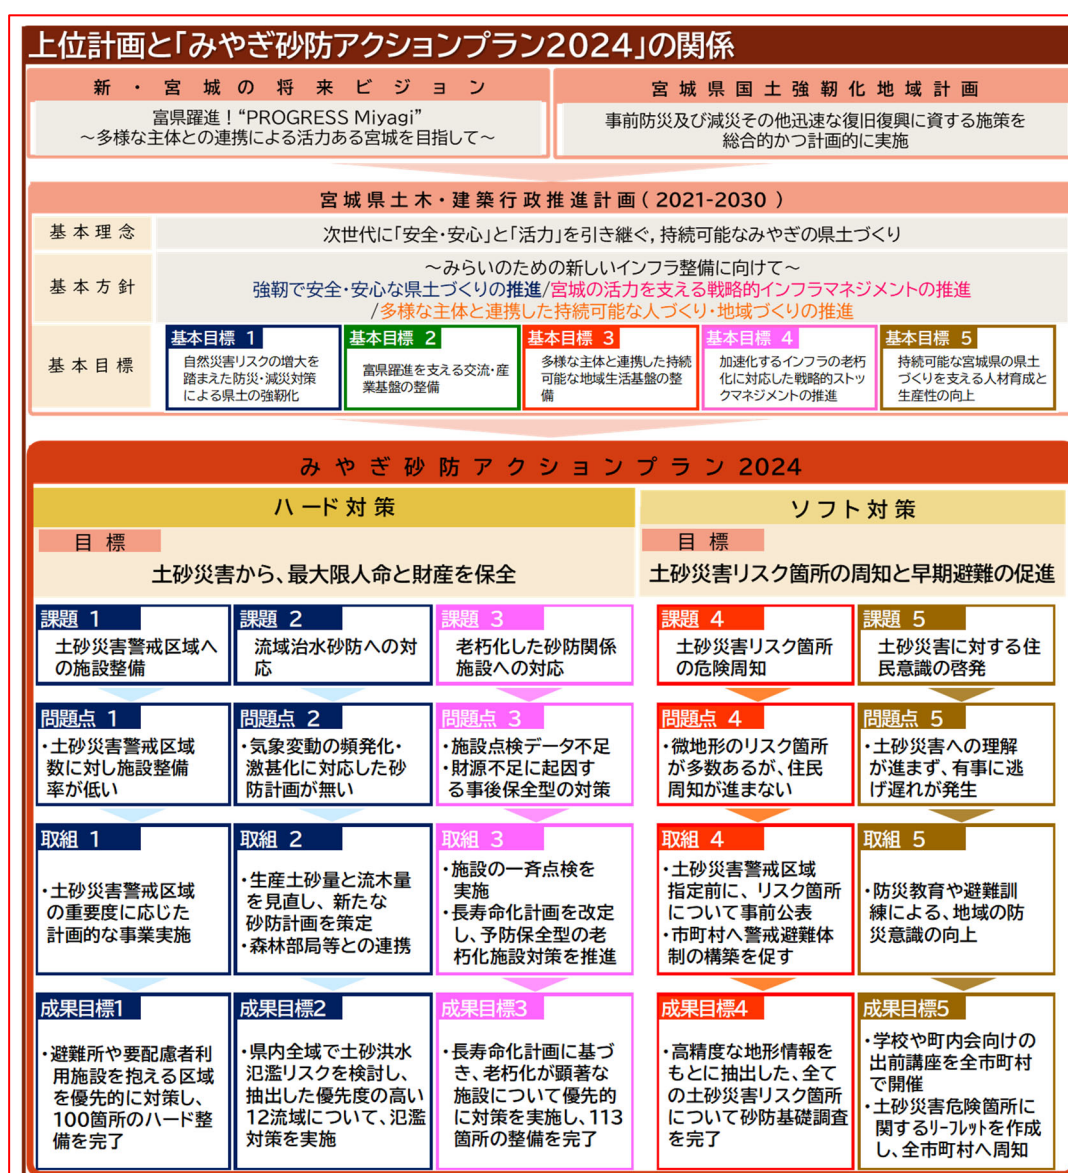 上位計画と「みやぎ砂防アクションプラン2024」の関係
新・宮城の将来ビジョン
富県躍進！“PROGRESS Miyagi”
～多様な主体との連携による活力ある宮城を目指して～
宮城県国土強靭化地域計画
事前防災及び減災その他迅速な復旧復興に資する施策を
総合的かつ計画的に実施
宮城県土木・建築行政推進計画(2021-2030)
基本理念
次世代に「安全・安心」と「活力」を引き継ぐ，持続可能なみやぎの県土づくり
基本方針
～みらいのための新しいインフラ整備に向けて～
強靭で安全・安心な県土づくりの推進/宮城の活力を支える戦略的インフラマネジメントの推進
/多様な主体と連携した持続可能な人づくり・地域づくりの推進
基本目標
基本目標 1
自然災害リスクの増大を
踏まえた防災・減災対策
による県土の強靭化
基本目標 2
富県躍進を支える交流・産
業基盤の整備
基本目標 3
多様な主体と連携した持続
可能な地域生活基盤の整
備
基本目標 4
加速化するインフラの老朽
化に対応した戦略的ストッ
クマネジメントの推進
基本目標 5
持続可能な宮城県の県土
づくりを支える人材育成と
生産性の向上
みやぎ砂防アクションプラン2024
ハード対策
目標
土砂災害から、最大限人命と財産を保全
ソフト対策
目標
土砂災害リスク箇所の周知と早期避難の促進
課題 1
土砂災害警戒区域へ
の施設整備
課題 2
流域治水砂防への対
応
課題 3
老朽化した砂防関係
施設への対応
課題 4
土砂災害リスク箇所
の危険周知
課題 5
土砂災害に対する住
民意識の啓発
問題点 1
・土砂災害警戒区域
数に対し施設整備
率が低い
問題点 2
・気象変動の頻発化・
激甚化に対応した砂
防計画が無い
問題点 3
・施設点検データ不足
・財源不足に起因す
る事後保全型の対策
問題点 4
・微地形のリスク箇所
が多数あるが、住民
周知が進まない
問題点 5
・土砂災害への理解
が進まず、有事に逃
げ遅れが発生
取組 1
・土砂災害警戒区域
の重要度に応じた
計画的な事業実施
取組 2
・生産土砂量と流木量
を見直し、新たな
砂防計画を策定
・森林部局等との連携
取組 3
・施設の一斉点検を
実施
・長寿命化計画を改定
し、予防保全型の老
朽化施設対策を推進
取組 4
・土砂災害警戒区域
指定前に、リスク箇所
について事前公表
・市町村へ警戒避難体
制の構築を促す
取組 5
・防災教育や避難訓
練による、地域の防
災意識の向上
成果目標1
・避難所や要配慮者利
用施設を抱える区域
を優先的に対策し、
100箇所のハード整
備を完了
成果目標2
・県内全域で土砂洪水
氾濫リスクを検討し、
抽出した優先度の高い
12流域について、氾濫
対策を実施
成果目標3
・長寿命化計画に基づ
き、老朽化が顕著な
施設について優先的
に対策を実施し、113
箇所の整備を完了
成果目標4
・高精度な地形情報を
もとに抽出した、全て
の土砂災害リスク箇所
について砂防基礎調査
を完了
成果目標5
・学校や町内会向けの
出前講座を全市町村
で開催
・土砂災害危険箇所に
関するﾘｰﾌﾚｯﾄを作成
し、全市町村へ周知